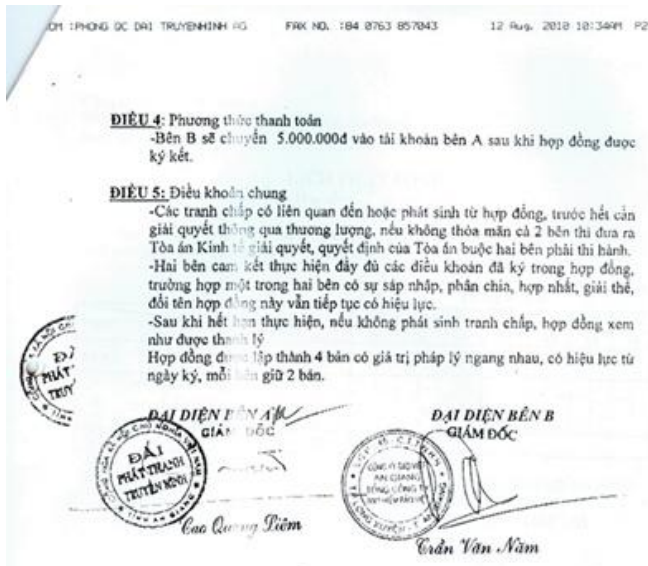 :PHONG QC DAI TRUYENHINH AG FAX NO. :84 0763 857043 12 Aug. 2010 10:34AM P2
ĐIỀU 4: Phương thức thanh toán
-Bên B sẽ chuyển 5.000.000đ vào tài khoản bên A sau khi hợp đồng được
ký kết.
ĐIỀU 5: Điều khoản chung
-Các tranh chấp có liên quan đến hoặc phát sinh từ hợp đồng, trước hết cần
giải quyết thông qua thương lượng, nếu không thỏa mãn cả 2 bên thì đưa ra
Tòa án Kinh tế giải quyết, quyết định của Tòa án buộc hai bên phải thi hành.
-Hai bên cam kết thực hiện đầy đủ các điều khoản đã ký trong hợp đồng,
trường hợp một trong hai bên có sự sáp nhập, phân chia, hợp nhất, giải thể,
đổi tên hợp đồng này vẫn tiếp tục có hiệu lực.
-Sau khi hết hạn thực hiện, nếu không phát sinh tranh chấp, hợp đồng xem
như được thanh lý
Hợp đồng được lập thành 4 bản có giá trị pháp lý ngang nhau, có hiệu lực từ
ngày ký, mỗi bên giữ 2 bản.
ĐẠI DIỆN BÊN A ĐẠI DIỆN BÊN B
GIÁM ĐỐC GIÁM ĐỐC
ĐÀI
PHÁT THANH
TRUYỀN HÌNH
AN GIANG
TỔNG CÔNG TY
Cao Quang Liêm
Trần Văn Năm